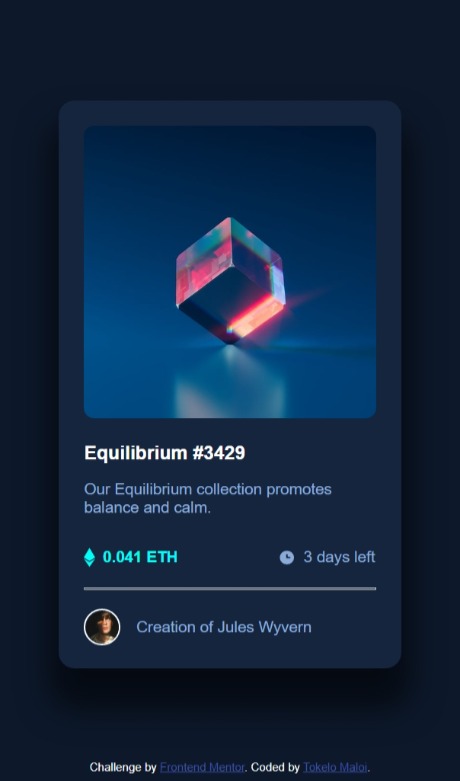 Equilibrium #3429
Our Equilibrium collection promotes
balance and calm.
0.041 ETH
3 days left
Creation of Jules Wyvern
Challenge by Frontend Mentor. Coded by Tokelo Maloi.